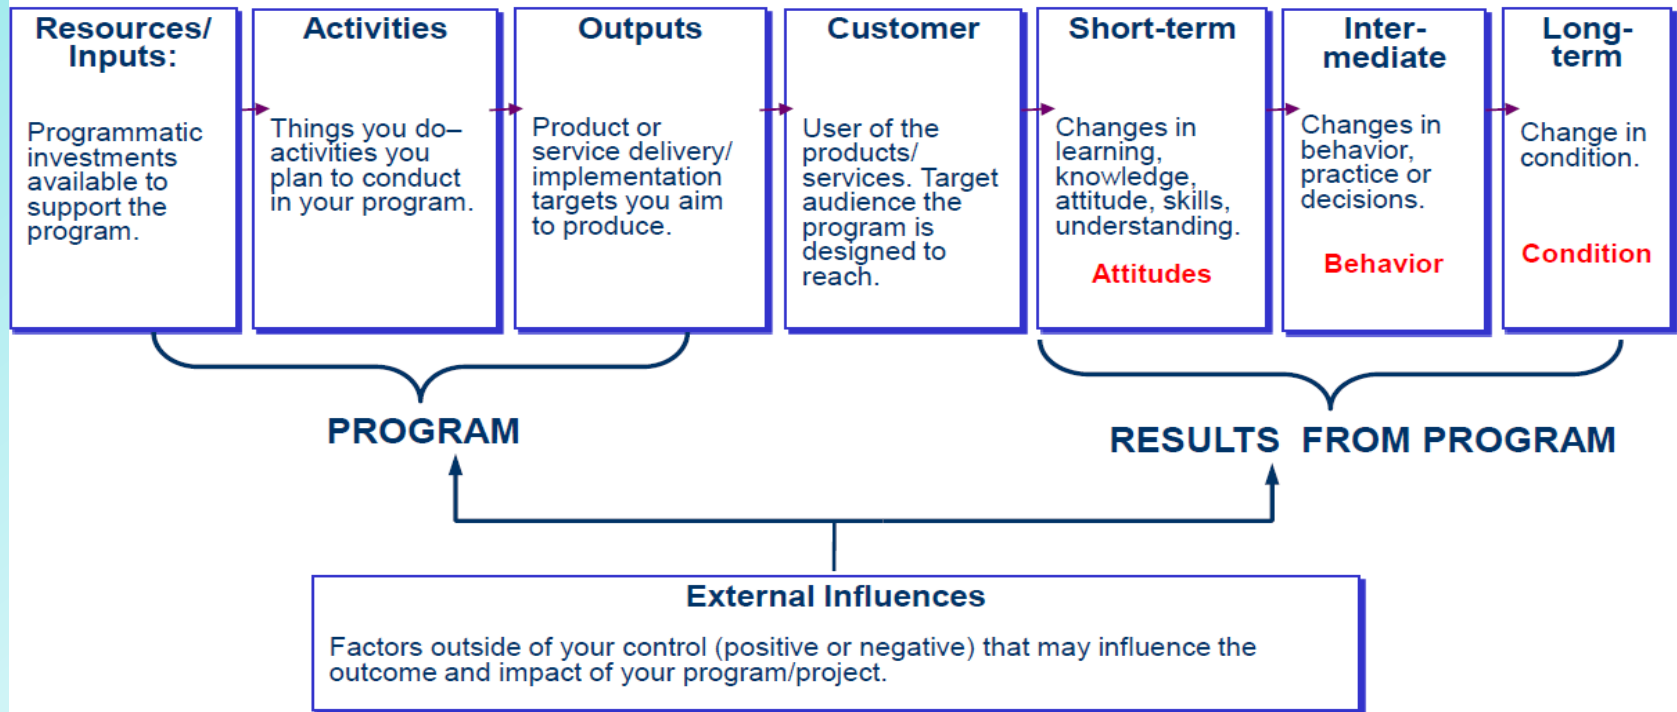 Resources/
Inputs:
Programmatic
investments
available to
support the
program.
Activities
Things you do–
activities you
plan to conduct
in your program.
Outputs
Product or
service delivery/
implementation
targets you aim
to produce.
Customer
User of the
products/
services. Target
audience the
program is
designed to
reach.
Short-term
Changes in
learning,
knowledge,
attitude, skills,
understanding.
Attitudes
Inter-
mediate
Changes in
behavior,
practice or
decisions.
Behavior
Long-
term
Change in
condition.
Condition
PROGRAM
RESULTS FROM PROGRAM
External Influences
Factors outside of your control (positive or negative) that may influence the
outcome and impact of your program/project.